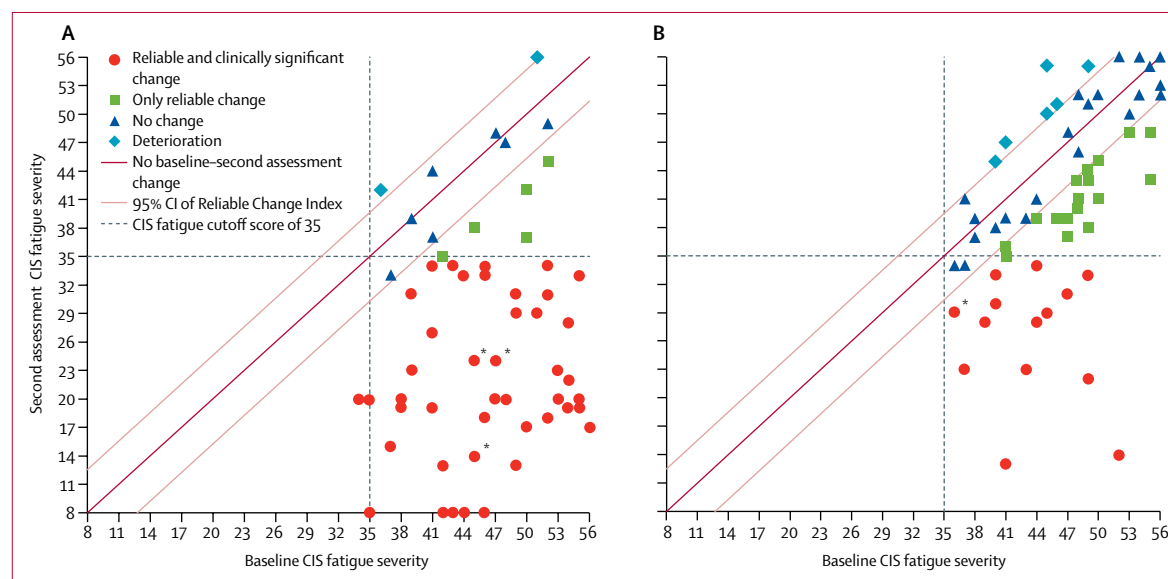 A
Reliable and clinically significant
change
Only reliable change
No change
Deterioration
No baseline–second assessment
change
95% CI of Reliable Change Index
CIS fatigue cutoff score of 35
Second assessment CIS fatigue severity
56
53
50
47
44
41
38
35
32
29
26
23
20
17
14
11
8
* *
*
8 11 14 17 20 23 26 29 32 35 38 41 44 47 50 53 56
Baseline CIS fatigue severity
B
*
8 11 14 17 20 23 26 29 32 35 38 41 44 47 50 53 56
Baseline CIS fatigue severity